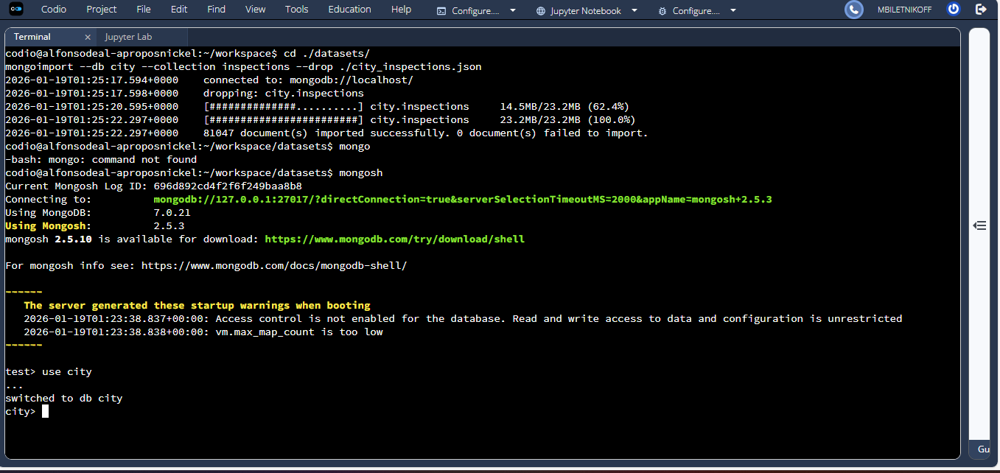 Codio Project File Edit Find View Tools Education Help Configure.... Jupyter Notebook Configure.... MBILETNIKOFF
Terminal × Jupyter Lab
codio@alfonsodeal-aproposnickel:~/workspace$ cd ./datasets/
mongoimport --db city --collection inspections --drop ./city_inspections.json
2026-01-19T01:25:17.594+0000    connected to: mongodb://localhost/
2026-01-19T01:25:17.598+0000    dropping: city.inspections
2026-01-19T01:25:20.595+0000    [##############..........] city.inspections     14.5MB/23.2MB (62.4%)
2026-01-19T01:25:22.297+0000    [########################] city.inspections     23.2MB/23.2MB (100.0%)
2026-01-19T01:25:22.297+0000    81047 document(s) imported successfully. 0 document(s) failed to import.
codio@alfonsodeal-aproposnickel:~/workspace/datasets$ mongo
-bash: mongo: command not found
codio@alfonsodeal-aproposnickel:~/workspace/datasets$ mongosh
Current Mongosh Log ID: 696d892cd4f2f6f249baa8b8
Connecting to:          mongodb://127.0.0.1:27017/?directConnection=true&serverSelectionTimeoutMS=2000&appName=mongosh+2.5.3
Using MongoDB:          7.0.21
Using Mongosh:          2.5.3
mongosh 2.5.10 is available for download: https://www.mongodb.com/try/download/shell
For mongosh info see: https://www.mongodb.com/docs/mongodb-shell/
------
   The server generated these startup warnings when booting
   2026-01-19T01:23:38.837+00:00: Access control is not enabled for the database. Read and write access to data and configuration is unrestricted
   2026-01-19T01:23:38.838+00:00: vm.max_map_count is too low
------
test> use city
...
switched to db city
city>
Gu